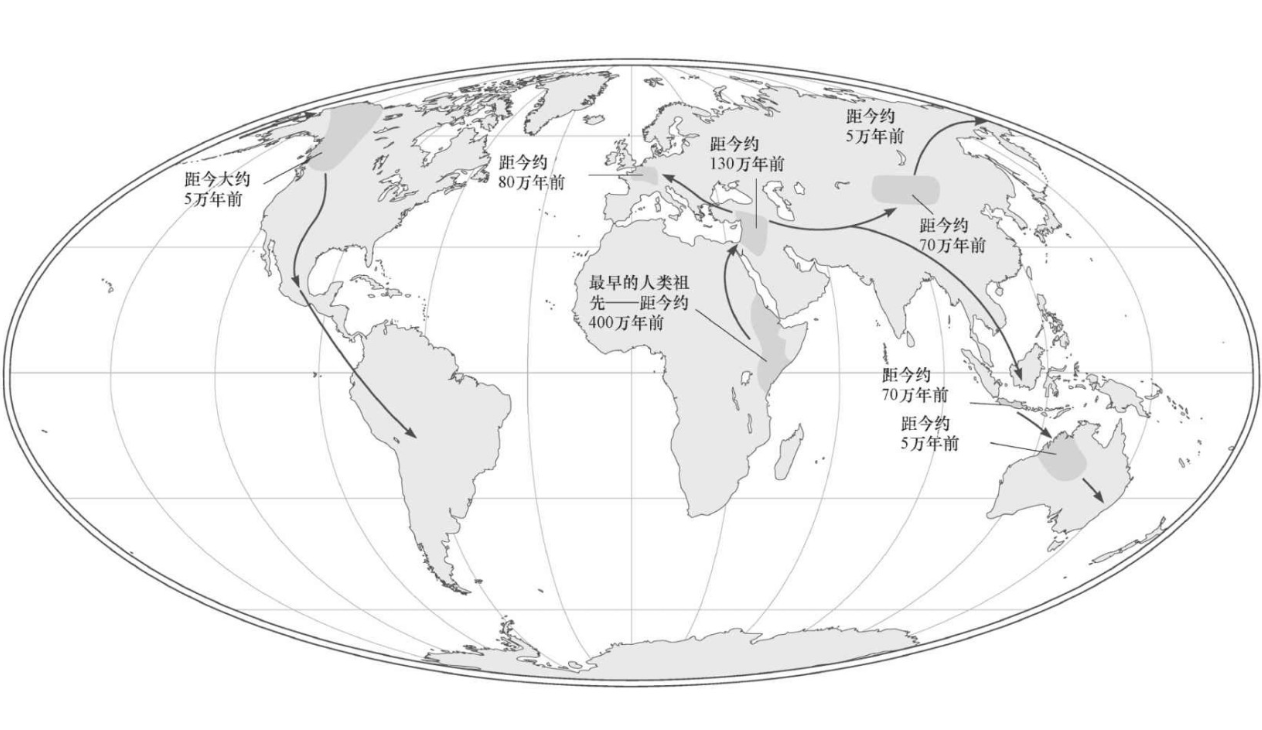 距今约
5万年前
距今约
130万年前
距今约
80万年前
距今大约
5万年前
距今约
70万年前
最早的人类祖
先——距今约
400万年前
距今约
70万年前
距今约
5万年前